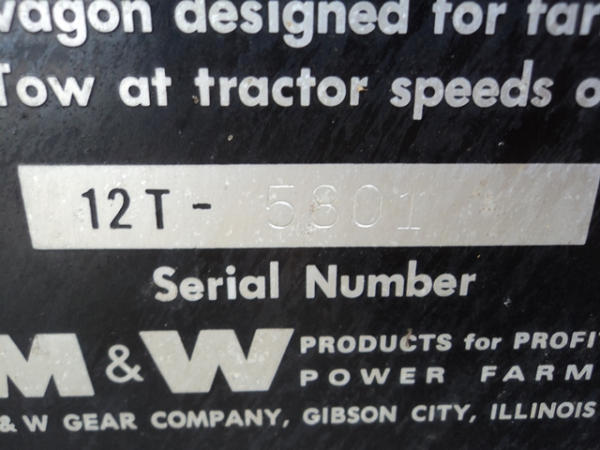 wagon designed for far
Tow at tractor speeds o
12T- 5801
Serial Number
M & W PRODUCTS for PROFI
POWER FARM
& W GEAR COMPANY, GIBSON CITY, ILLINOIS